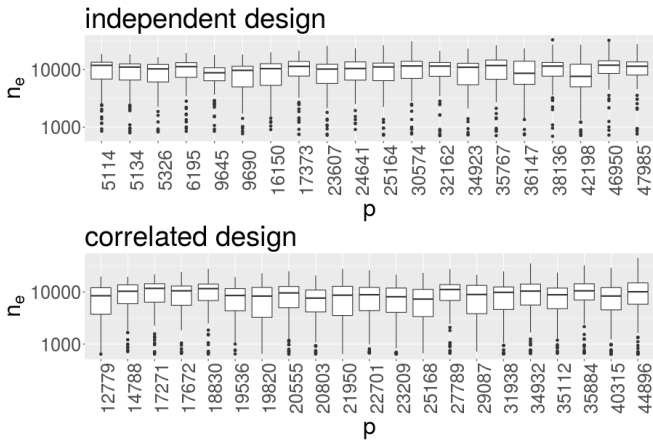 independent design
n_e
10000
1000
5114 5134 5326 6195 9645 9690 16150 17373 23607 24641 25164 30574 32162 34923 35767 36147 38136 42198 46950 47985
p
correlated design
n_e
10000
1000
12779 14788 17271 17672 18830 19536 19820 20555 20803 21950 22701 23209 25168 27789 29087 31938 34932 35112 35884 40315 44896
p